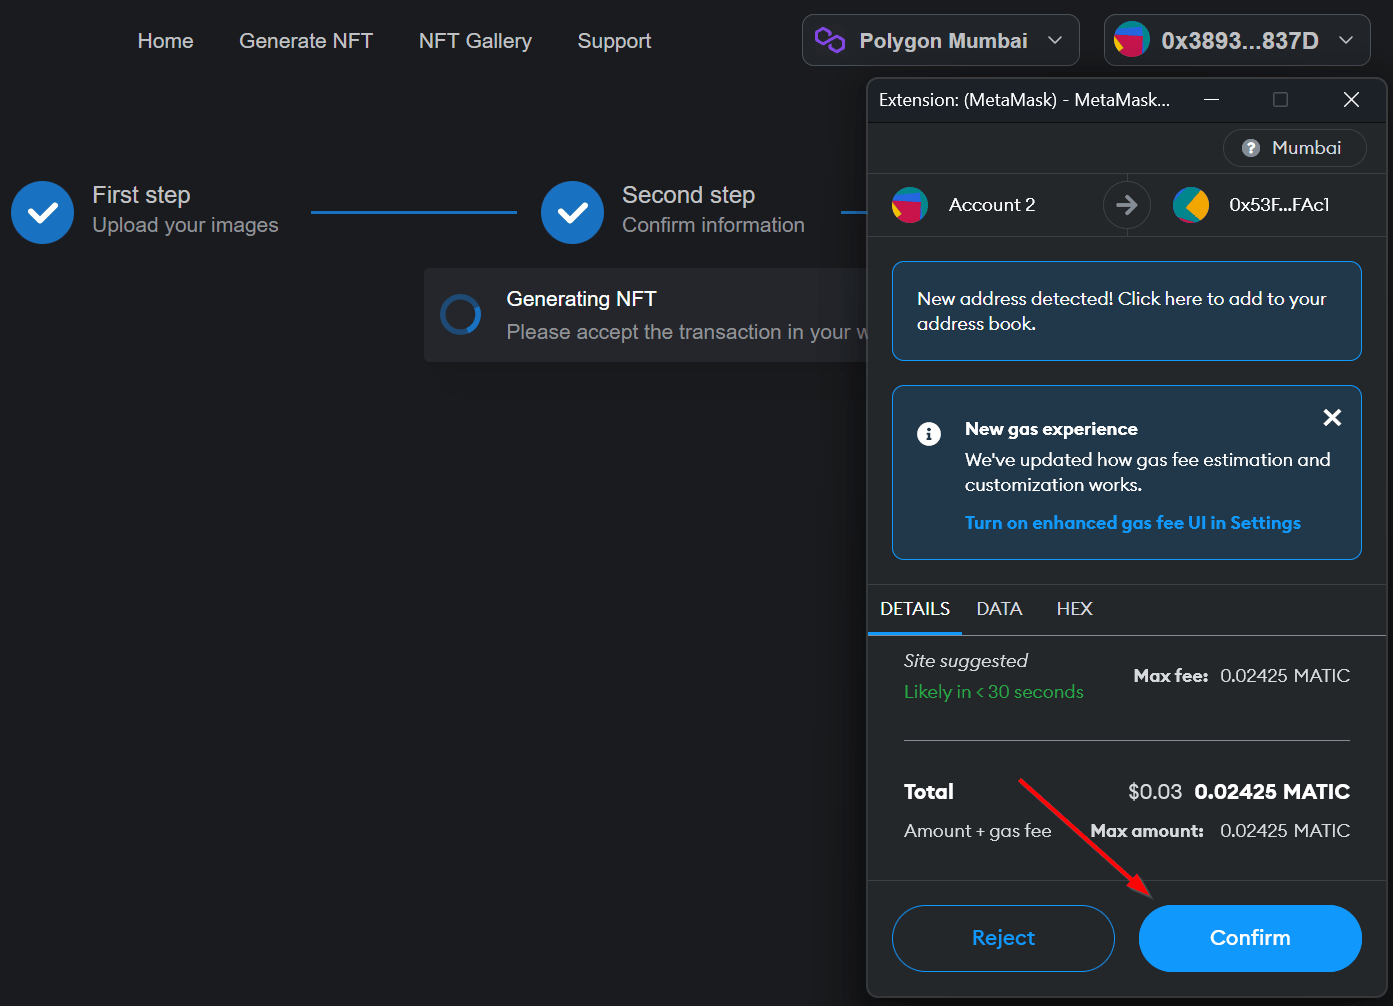 Home Generate NFT NFT Gallery Support Polygon Mumbai 0x3893...837D
Extension: (MetaMask) - MetaMask...
Mumbai
First step
Upload your images
Second step
Confirm information
Account 2 0x53F...FAc1
Generating NFT
Please accept the transaction in your
New address detected! Click here to add to your
address book.
New gas experience
We've updated how gas fee estimation and
customization works.
Turn on enhanced gas fee UI in Settings
DETAILS DATA HEX
Site suggested
Likely in < 30 seconds
Max fee: 0.02425 MATIC
Total $0.03 0.02425 MATIC
Amount + gas fee Max amount: 0.02425 MATIC
Reject Confirm